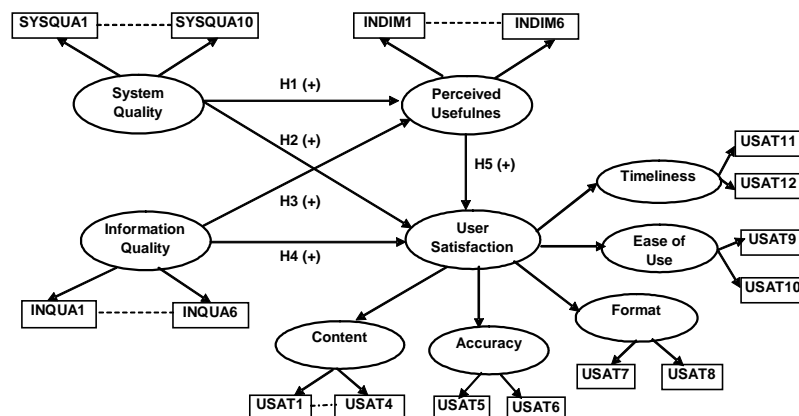 SYSQUA1
SYSQUA10
INDIM1
INDIM6
System
Quality
H1 (+)
Perceived
Usefulnes
H2 (+)
H5 (+)
USAT11
Timeliness
USAT12
H3 (+)
Information
Quality
User
Satisfaction
H4 (+)
Ease of
Use
USAT9
USAT10
INQUA1
INQUA6
Content
Accuracy
Format
USAT7
USAT8
USAT1
USAT4
USAT5
USAT6